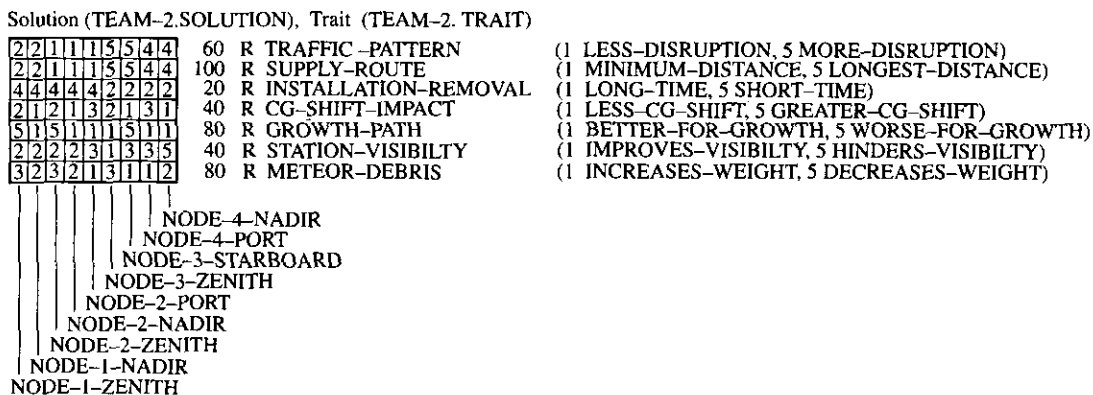 Solution (TEAM–2.SOLUTION), Trait (TEAM–2. TRAIT)
2 2 1 1 1 5 5 4 4 60 R TRAFFIC –PATTERN (1 LESS–DISRUPTION, 5 MORE–DISRUPTION)
2 2 1 1 1 5 5 4 4 100 R SUPPLY–ROUTE (1 MINIMUM–DISTANCE, 5 LONGEST–DISTANCE)
4 4 4 4 4 2 2 2 2 20 R INSTALLATION–REMOVAL (1 LONG–TIME, 5 SHORT–TIME)
2 1 2 1 3 2 1 3 1 40 R CG–SHIFT–IMPACT (1 LESS–CG–SHIFT, 5 GREATER–CG–SHIFT)
5 1 5 1 1 1 5 1 1 80 R GROWTH–PATH (1 BETTER–FOR–GROWTH, 5 WORSE–FOR–GROWTH)
2 2 2 2 3 1 3 3 5 40 R STATION–VISIBILTY (1 IMPROVES–VISIBILTY, 5 HINDERS–VISIBILTY)
3 2 3 2 1 3 1 1 2 80 R METEOR–DEBRIS (1 INCREASES–WEIGHT, 5 DECREASES–WEIGHT)
NODE–4–NADIR
NODE–4–PORT
NODE–3–STARBOARD
NODE–3–ZENITH
NODE–2–PORT
NODE–2–NADIR
NODE–2–ZENITH
NODE–1–NADIR
NODE–1–ZENITH